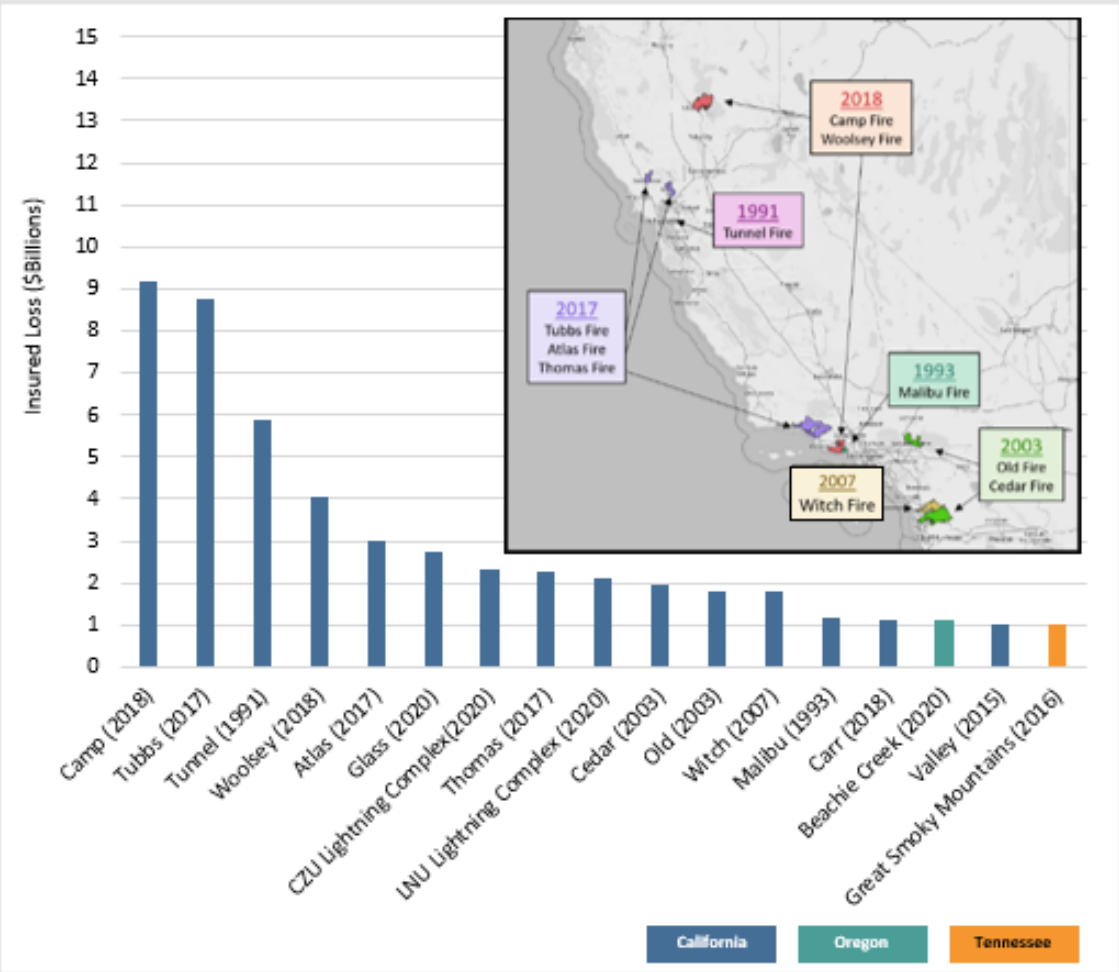 Insured Loss ($Billions)
15
14
13
12
11
10
9
8
7
6
5
4
3
2
1
0
2018
Camp Fire
Woolsey Fire
1991
Tunnel Fire
2017
Tubbs Fire
Atlas Fire
Thomas Fire
1993
Malibu Fire
2003
Old Fire
Cedar Fire
2007
Witch Fire
Camp (2018)
Tubbs (2017)
Tunnel (1991)
Woolsey (2018)
Atlas (2017)
Glass (2020)
CZU Lightning Complex(2020)
Thomas (2017)
LNU Lightning Complex (2020)
Cedar (2003)
Old (2003)
Witch (2007)
Malibu (1993)
Carr (2018)
Beachie Creek (2020)
Valley (2015)
Great Smoky Mountains (2016)
California
Oregon
Tennessee